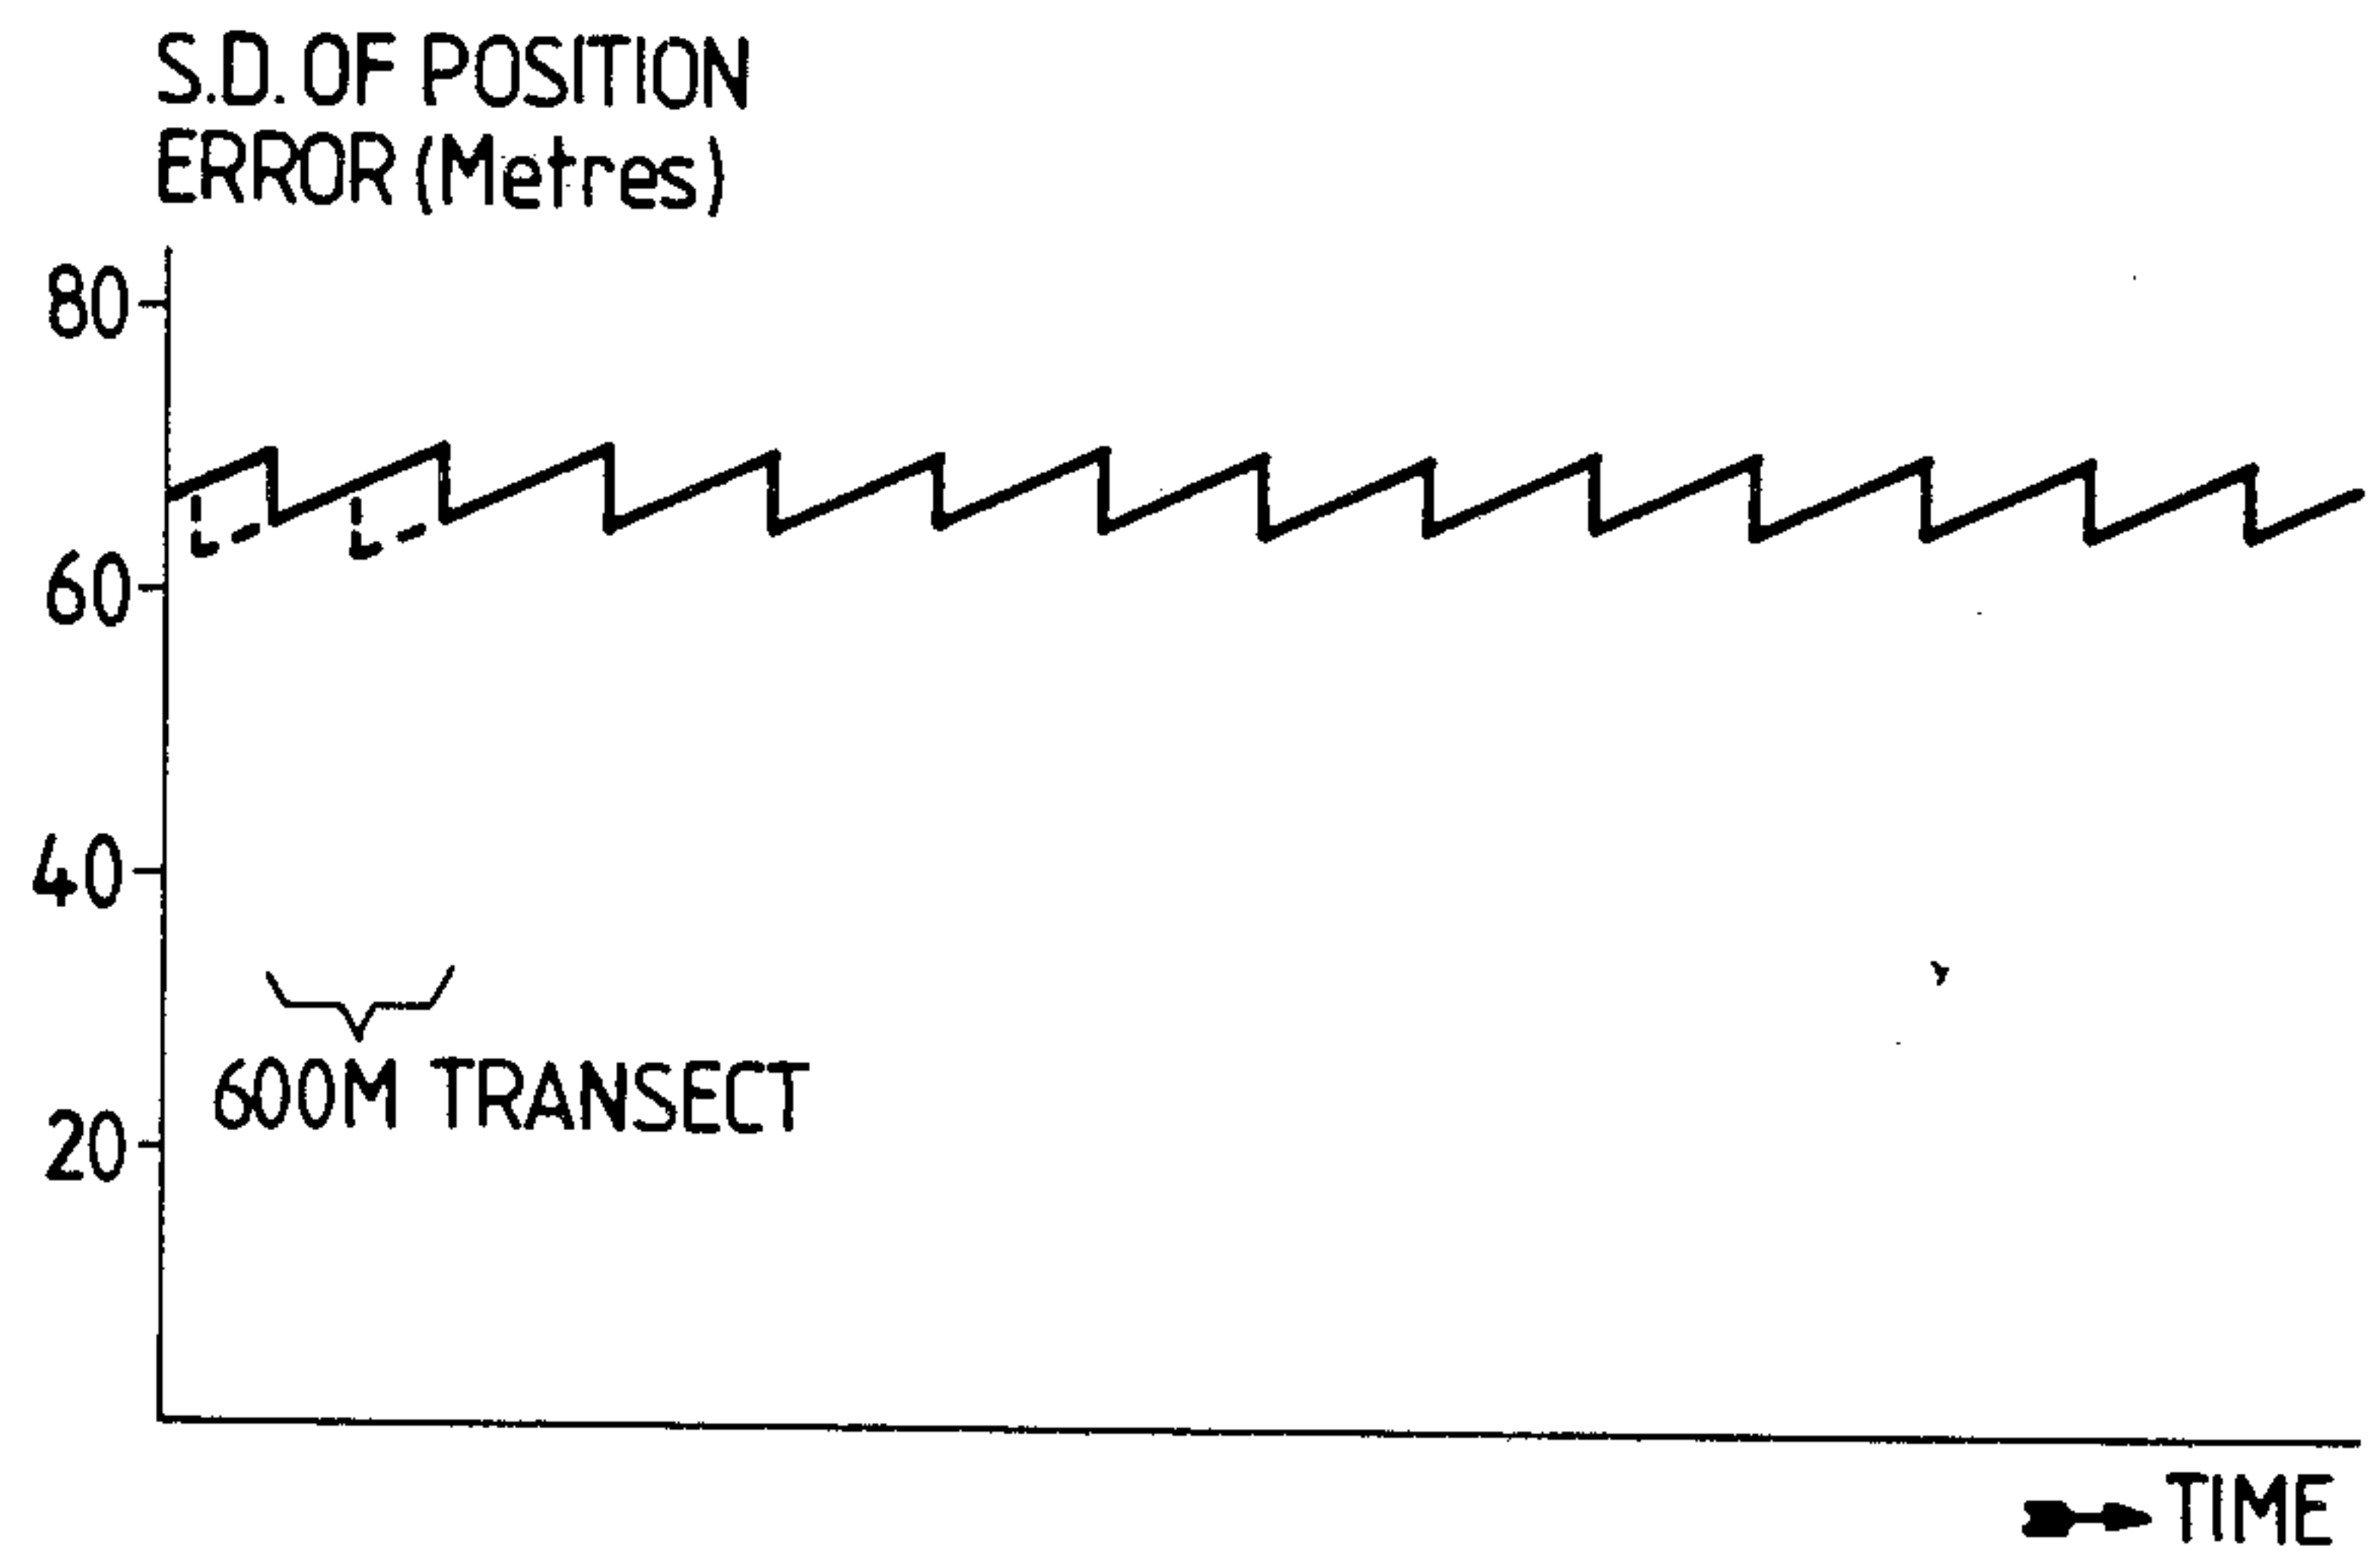 S.D. OF POSITION
ERROR (Metres)
80
60
40
600M TRANSECT
20
TIME